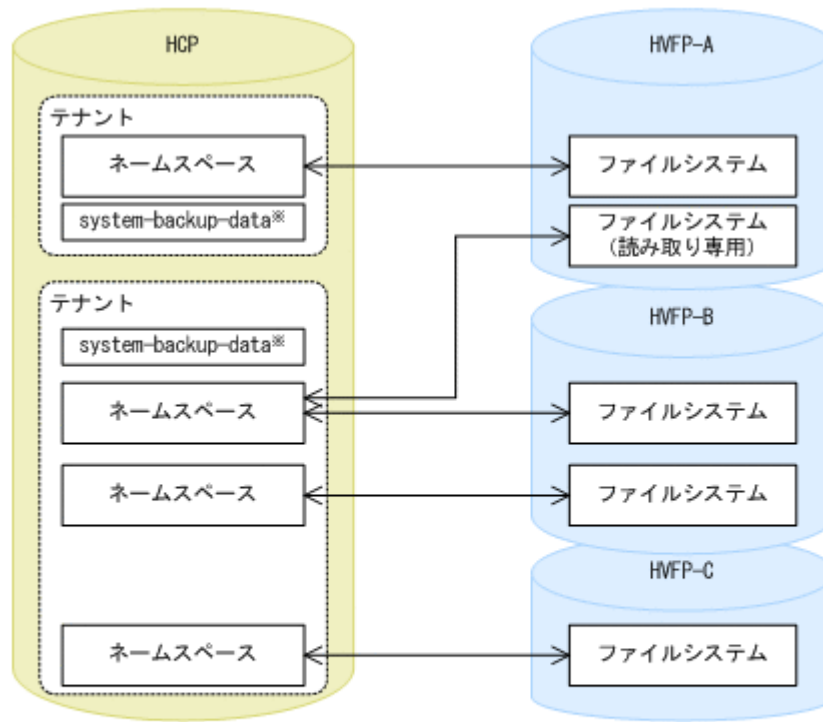 HCP
テナント
ネームスペース
system-backup-data※
テナント
system-backup-data※
ネームスペース
ネームスペース
ネームスペース
HVFP-A
ファイルシステム
ファイルシステム
(読み取り専用)
HVFP-B
ファイルシステム
ファイルシステム
HVFP-C
ファイルシステム